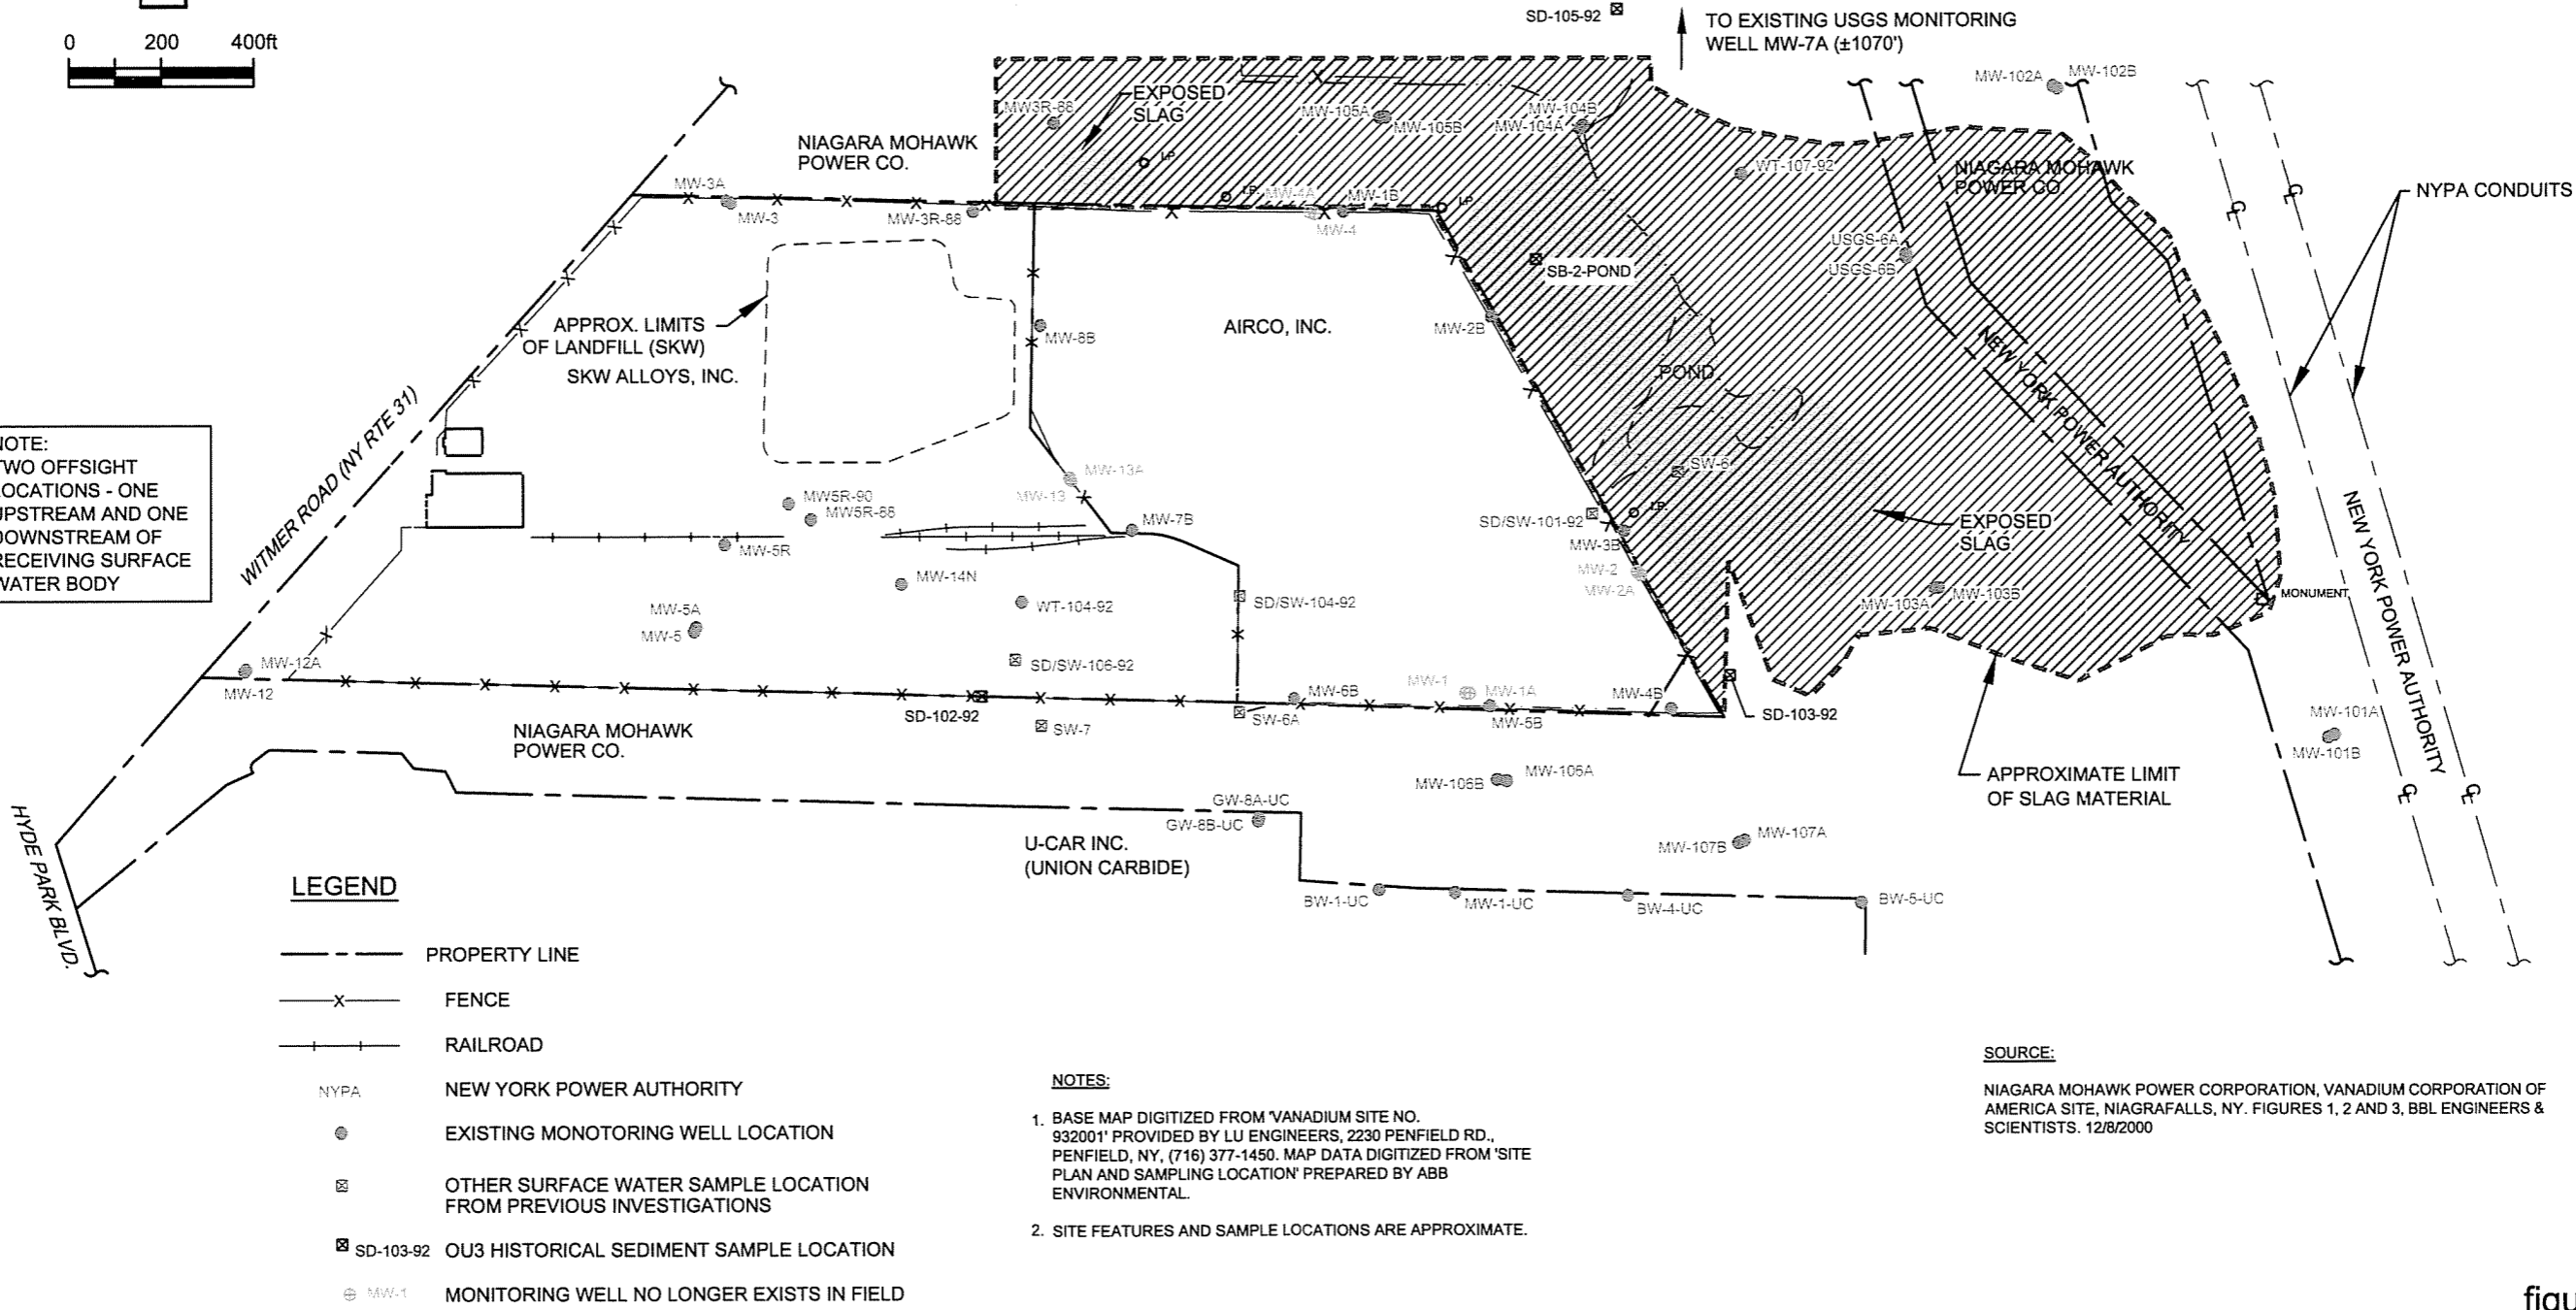 0 200 400ft
SD-105-92
TO EXISTING USGS MONITORING
WELL MW-7A (±1070')
MW-102A
MW-102B
MW3R-88
EXPOSED
SLAG
LP
MW-105A
MW-105B
MW-104B
MW-104A
WT-107-92
NIAGARA MOHAWK
POWER CO.
NIAGARA MOHAWK
POWER CO.
NYPA CONDUITS
MW-3A
MW-3
MW-3R-88
LP.
MW-4A
MW-1B
MW-4
LP
USGS-6A
USGS-6B
SB-2-POND
APPROX. LIMITS
OF LANDFILL (SKW)
SKW ALLOYS, INC.
MW-8B
AIRCO, INC.
MW-2B
POND
NEW YORK POWER AUTHORITY
WITMER ROAD (NY RTE 31)
NOTE:
TWO OFFSIGHT
LOCATIONS - ONE
UPSTREAM AND ONE
DOWNSTREAM OF
RECEIVING SURFACE
WATER BODY
MW-13A
MW-13
MW5R-90
MW5R-88
MW-5R
MW-7B
SW-6
SD/SW-101-92
LP.
MW-3B
EXPOSED
SLAG
MW-14N
WT-104-92
SD/SW-104-92
MW-2
MW-2A
MW-103A
MW-103B
MONUMENT
NEW YORK POWER AUTHORITY
MW-5A
MW-5
SD/SW-106-92
MW-12A
MW-12
SD-102-92
SW-7
SW-6A
MW-6B
MW-1
MW-1A
MW-5B
MW-4B
SD-103-92
MW-101A
MW-101B
NIAGARA MOHAWK
POWER CO.
MW-106B
MW-106A
APPROXIMATE LIMIT
OF SLAG MATERIAL
GW-8A-UC
GW-8B-UC
U-CAR INC.
(UNION CARBIDE)
MW-107B
MW-107A
HYDE PARK BLVD.
BW-1-UC
MW-1-UC
BW-4-UC
BW-5-UC
LEGEND
PROPERTY LINE
FENCE
RAILROAD
NYPA NEW YORK POWER AUTHORITY
EXISTING MONOTORING WELL LOCATION
OTHER SURFACE WATER SAMPLE LOCATION
FROM PREVIOUS INVESTIGATIONS
SD-103-92 OU3 HISTORICAL SEDIMENT SAMPLE LOCATION
MW-1 MONITORING WELL NO LONGER EXISTS IN FIELD
NOTES:
1. BASE MAP DIGITIZED FROM 'VANADIUM SITE NO.
932001' PROVIDED BY LU ENGINEERS, 2230 PENFIELD RD.,
PENFIELD, NY, (716) 377-1450. MAP DATA DIGITIZED FROM 'SITE
PLAN AND SAMPLING LOCATION' PREPARED BY ABB
ENVIRONMENTAL.
2. SITE FEATURES AND SAMPLE LOCATIONS ARE APPROXIMATE.
SOURCE:
NIAGARA MOHAWK POWER CORPORATION, VANADIUM CORPORATION OF
AMERICA SITE, NIAGRAFALLS, NY. FIGURES 1, 2 AND 3, BBL ENGINEERS &
SCIENTISTS. 12/8/2000